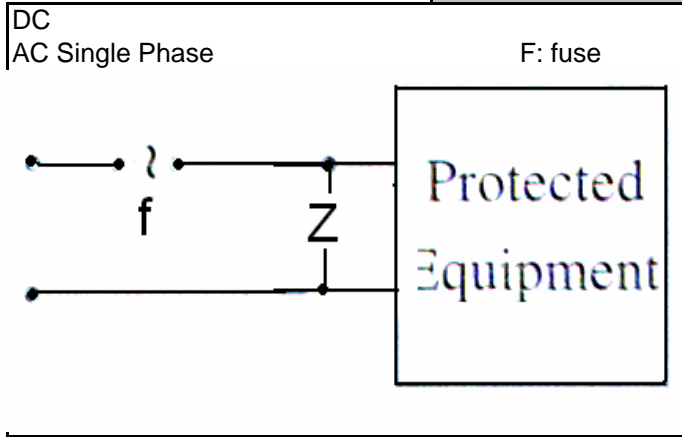 DC
AC Single Phase F: fuse
f
Z
Protected
Equipment